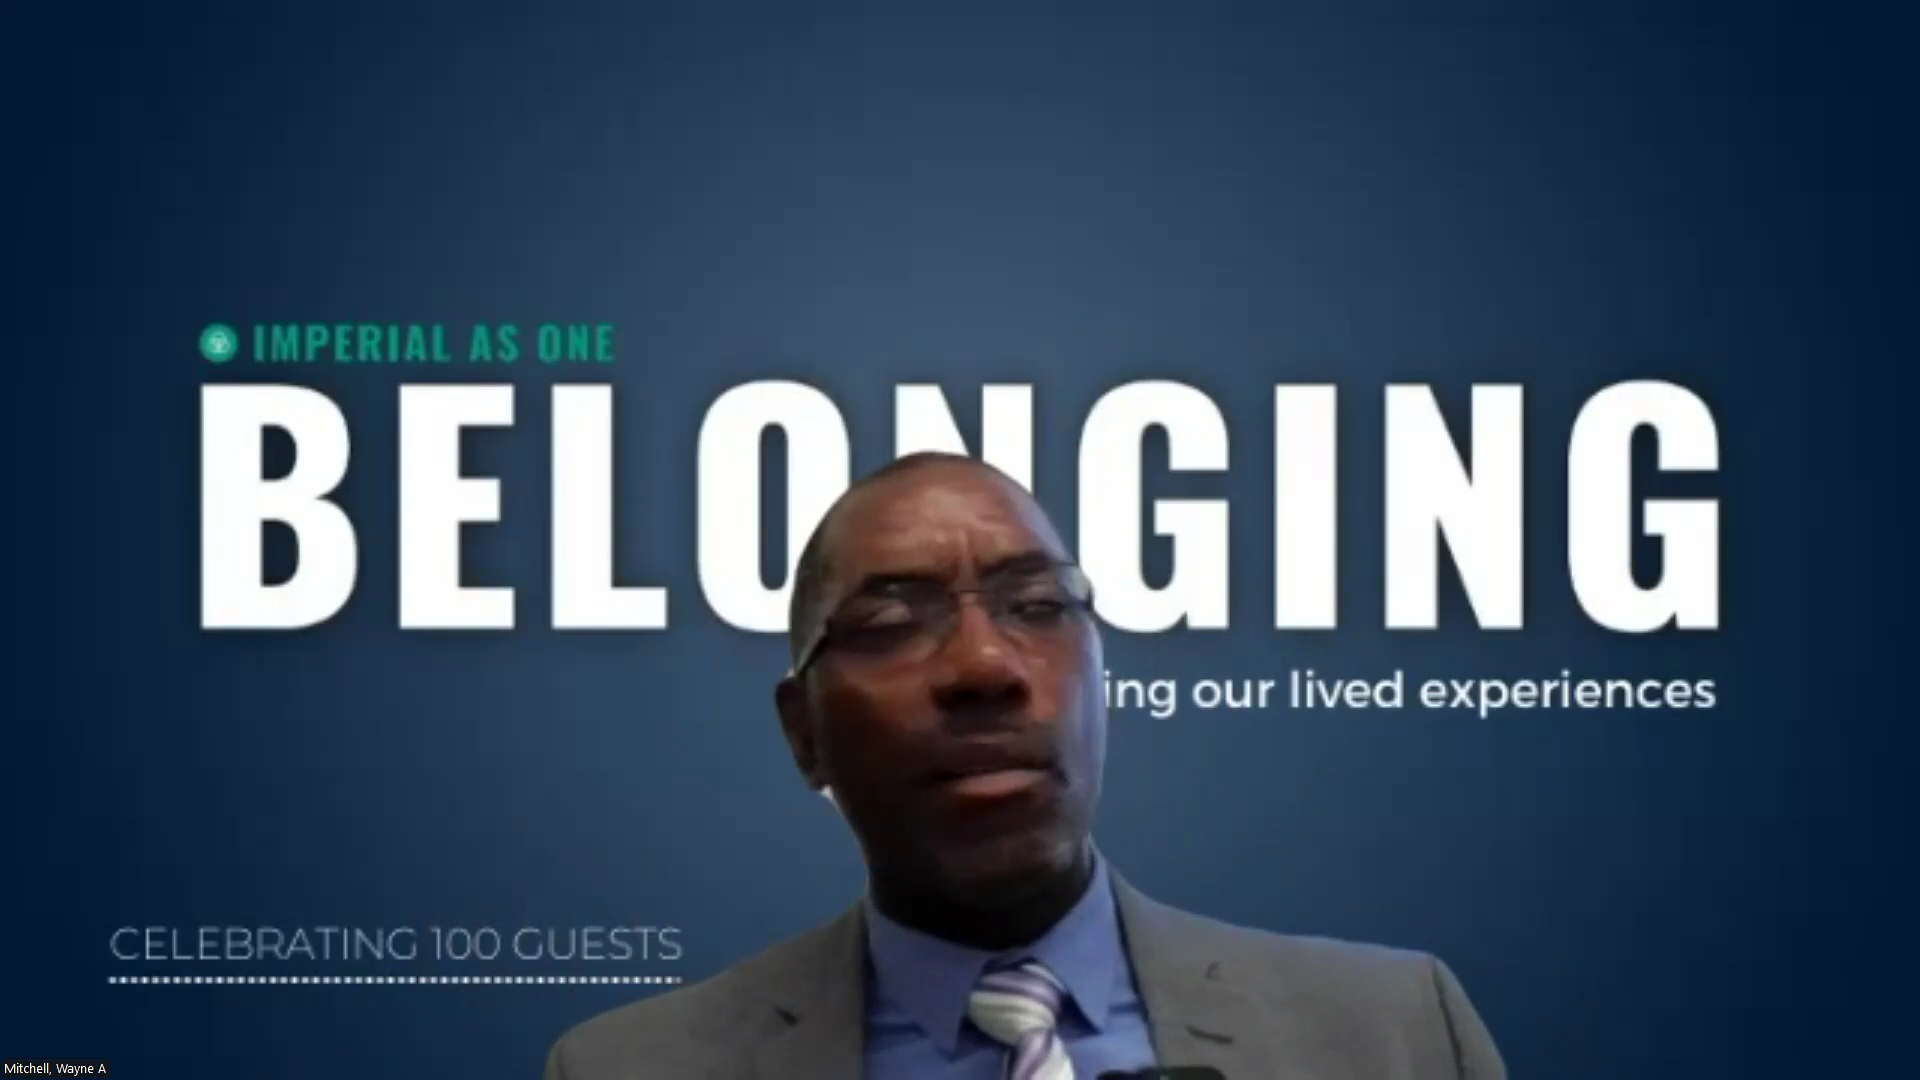 IMPERIAL AS ONE
BELONGING
ing our lived experiences
CELEBRATING 100 GUESTS
Mitchell, Wayne A